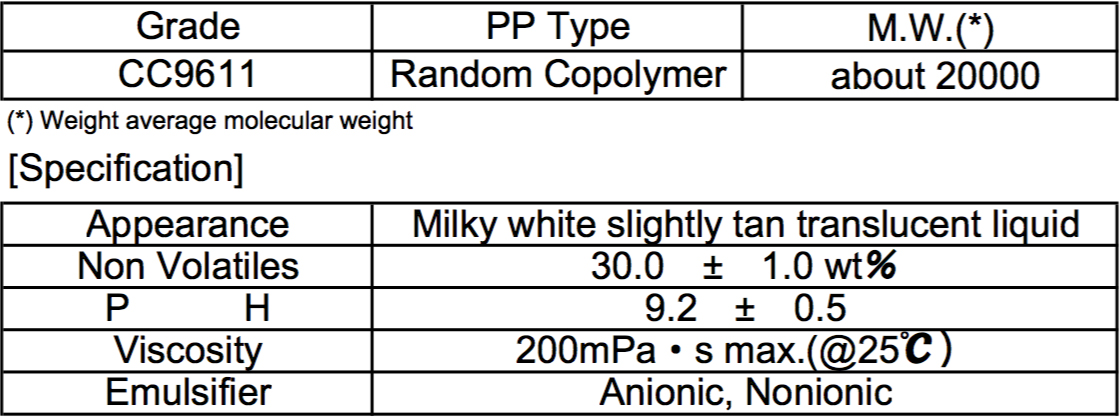 Grade PP Type M.W.(*)
CC9611 Random Copolymer about 20000
(*) Weight average molecular weight
[Specification]
Appearance Milky white slightly tan translucent liquid
Non Volatiles 30.0 ± 1.0 wt%
P H 9.2 ± 0.5
Viscosity 200mPa・s max.(@25℃)
Emulsifier Anionic, Nonionic